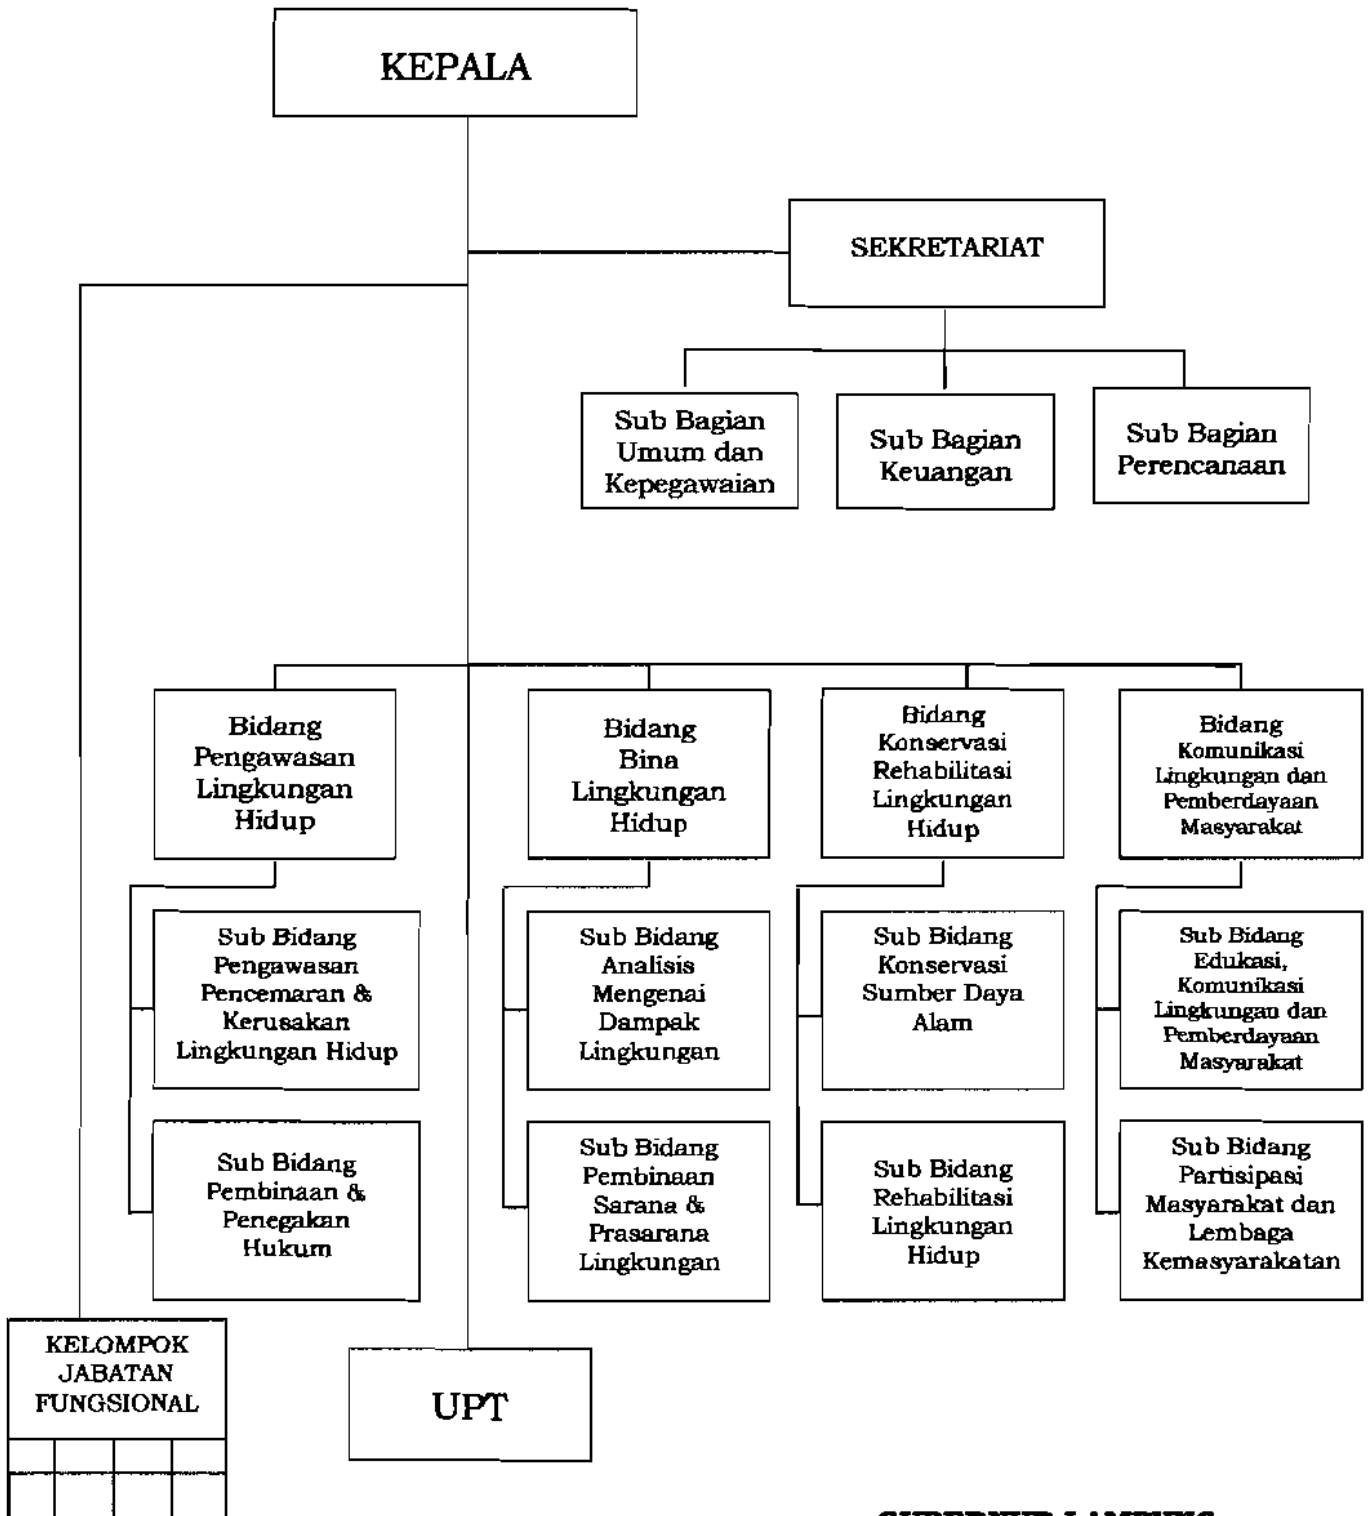 KEPALA
SEKRETARIAT
Sub Bagian
Umum dan
Kepegawaian
Sub Bagian
Keuangan
Sub Bagian
Perencanaan
Bidang
Pengawasan
Lingkungan
Hidup
Bidang
Bina
Lingkungan
Hidup
Bidang
Konservasi
Rehabilitasi
Lingkungan
Hidup
Bidang
Komunikasi
Lingkungan dan
Pemberdayaan
Masyarakat
Sub Bidang
Pengawasan
Pencemaran &
Kerusakan
Lingkungan Hidup
Sub Bidang
Analisis
Mengenai
Dampak
Lingkungan
Sub Bidang
Konservasi
Sumber Daya
Alam
Sub Bidang
Edukasi,
Komunikasi
Lingkungan dan
Pemberdayaan
Masyarakat
Sub Bidang
Pembinaan &
Penegakan
Hukum
Sub Bidang
Pembinaan
Sarana &
Prasarana
Lingkungan
Sub Bidang
Rehabilitasi
Lingkungan
Hidup
Sub Bidang
Partisipasi
Masyarakat dan
Lembaga
Kemasyarakatan
KELOMPOK
JABATAN
FUNGSIONAL
UPT